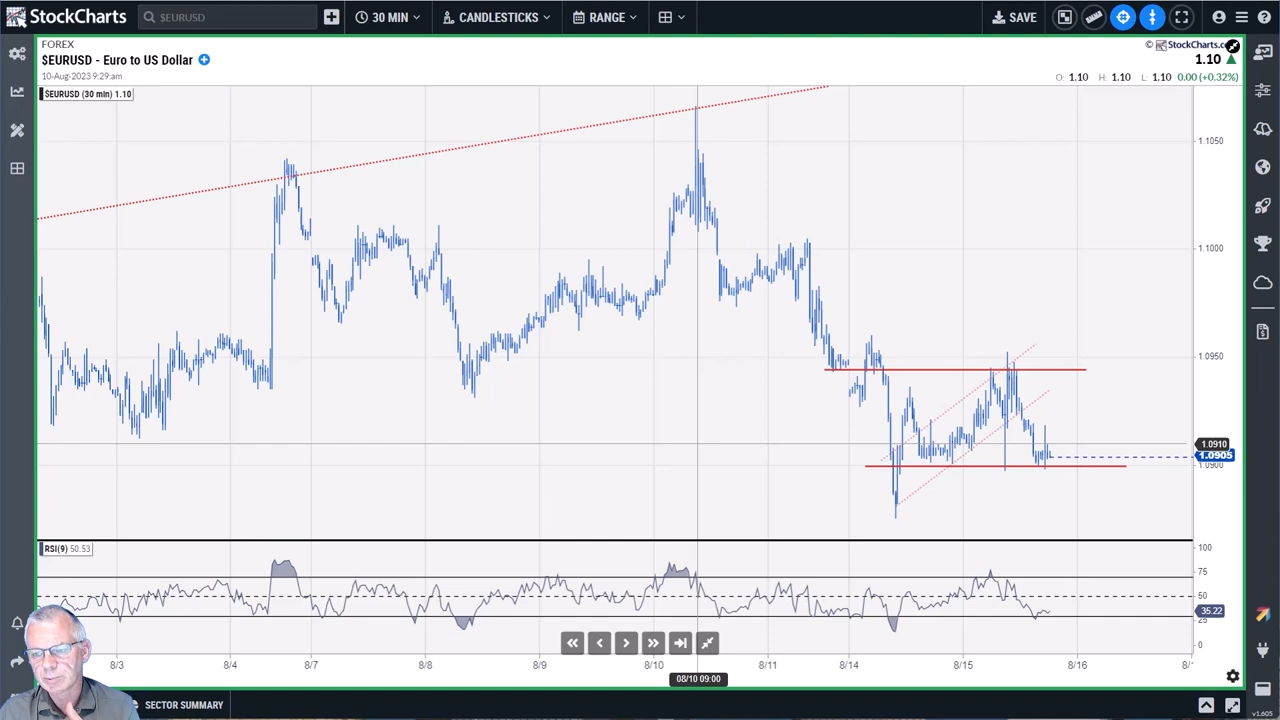 StockCharts
$EURUSD
30 MIN
CANDLESTICKS
RANGE
SAVE
FOREX
© StockCharts.c
$EURUSD - Euro to US Dollar
1.10
10-Aug-2023 9:29am
O: 1.10 H: 1.10 L: 1.10 0.00 (+0.32%)
$EURUSD (30 min) 1.10
1.1050
1.1000
1.0950
1.0910
1.0905
1.0900
RSI(9) 50.53
100
75
50
35.22
25
0
8/3 8/4 8/7 8/8 8/9 8/10 8/11 8/14 8/15 8/16
08/10 09:00
SECTOR SUMMARY
v1.605